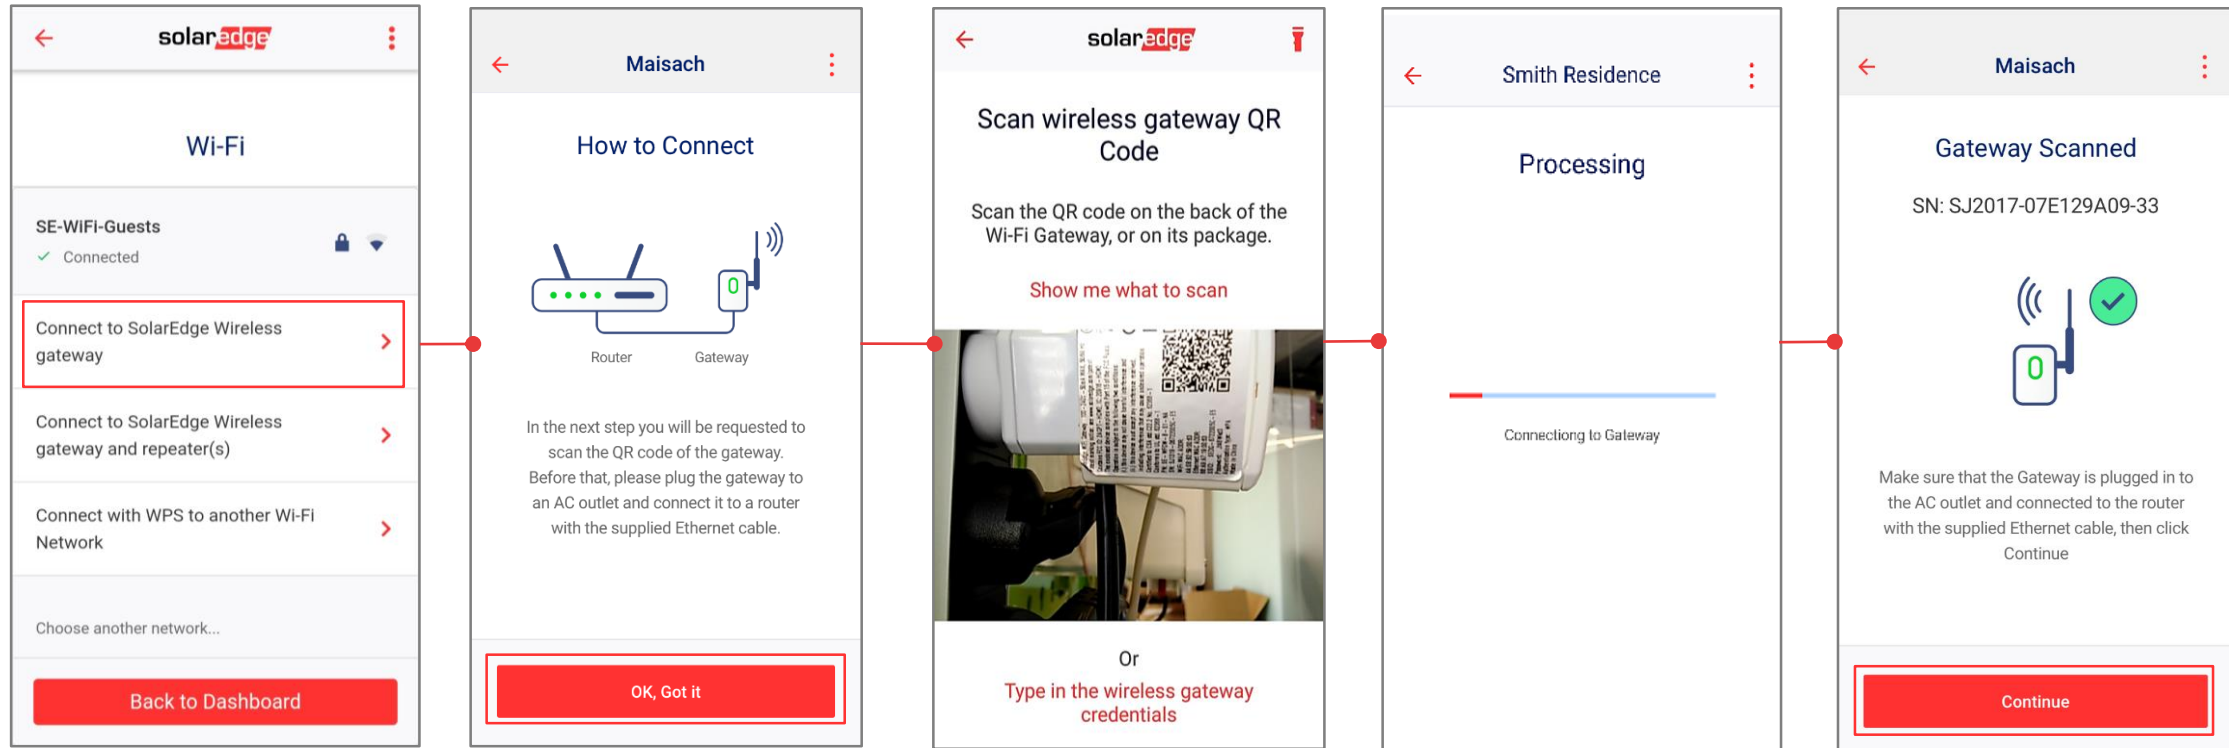 solaredge
Wi-Fi
SE-WIFI-Guests
Connected
Connect to SolarEdge Wireless
gateway
Connect to SolarEdge Wireless
gateway and repeater(s)
Connect with WPS to another Wi-Fi
Network
Choose another network...
Back to Dashboard
Maisach
How to Connect
Router
Gateway
In the next step you will be requested to
scan the QR code of the gateway.
Before that, please plug the gateway to
an AC outlet and connect it to a router
with the supplied Ethernet cable.
OK, Got it
solaredge
Scan wireless gateway QR
Code
Scan the QR code on the back of the
Wi-Fi Gateway, or on its package.
Show me what to scan
Or
Type in the wireless gateway
credentials
Smith Residence
Processing
Connectiong to Gateway
Maisach
Gateway Scanned
SN: SJ2017-07E129A09-33
Make sure that the Gateway is plugged in to
the AC outlet and connected to the router
with the supplied Ethernet cable, then click
Continue
Continue